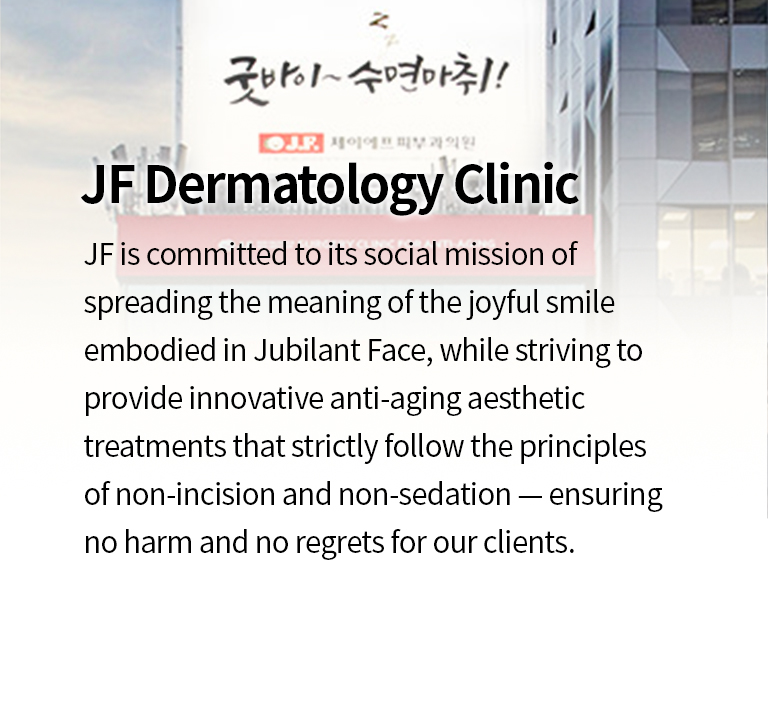 굿바이~수면마취!
J.F. 제이에프피부과의원
JF Dermatology Clinic
JF is committed to its social mission of
spreading the meaning of the joyful smile
embodied in Jubilant Face, while striving to
provide innovative anti-aging aesthetic
treatments that strictly follow the principles
of non-incision and non-sedation — ensuring
no harm and no regrets for our clients.